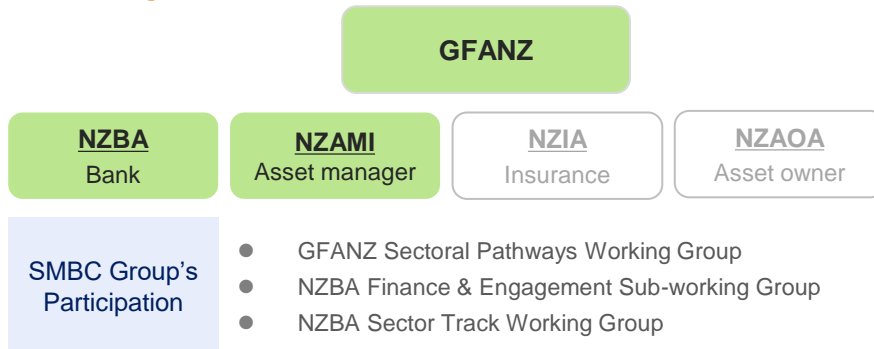 GFANZ
NZBA
Bank
NZAMI
Asset manager
NZIA
Insurance
NZAOA
Asset owner
SMBC Group's
Participation
● GFANZ Sectoral Pathways Working Group
● NZBA Finance & Engagement Sub-working Group
● NZBA Sector Track Working Group